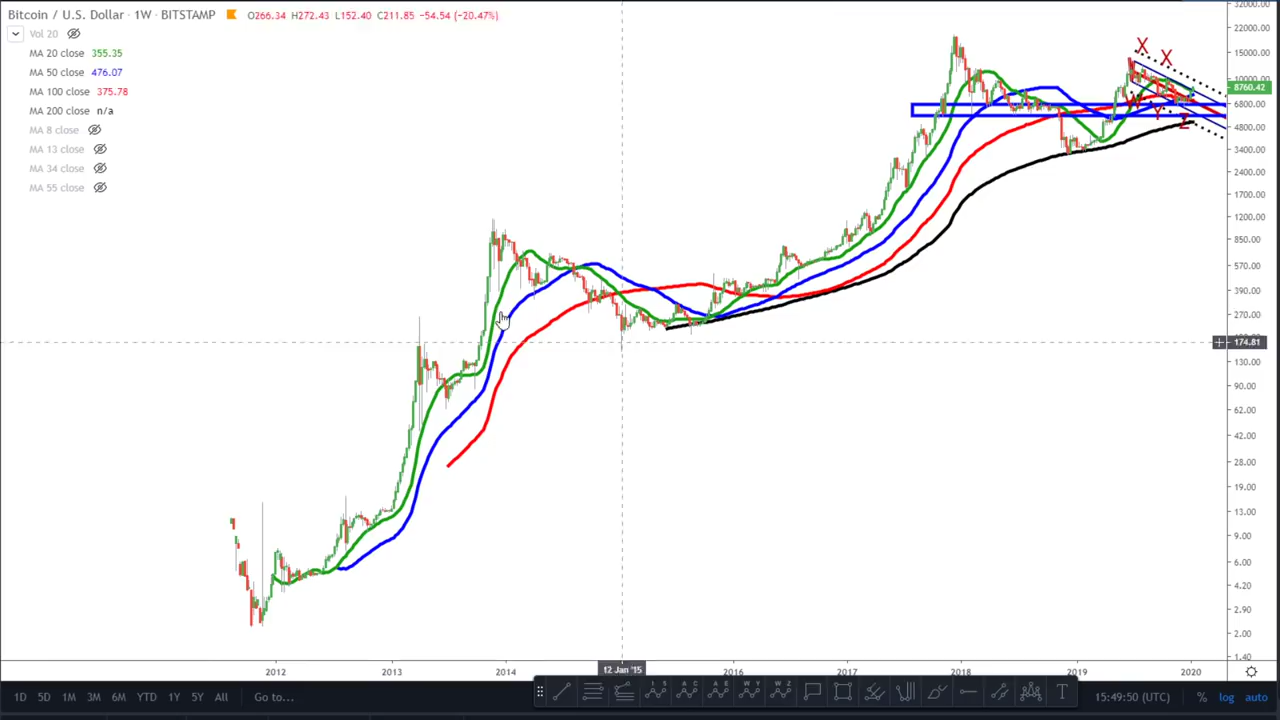 Bitcoin / U.S. Dollar · 1W · BITSTAMP O266.34 H272.43 L152.40 C211.85 −54.54 (−20.47%)
Vol 20
MA 20 close 355.35
MA 50 close 476.07
MA 100 close 375.78
MA 200 close n/a
MA 8 close
MA 13 close
MA 34 close
MA 55 close
X X
Y
Z
32000.00
22000.00
15000.00
10000.00
8760.42
6800.00
4800.00
3400.00
2400.00
1700.00
1200.00
850.00
570.00
390.00
270.00
174.81
130.00
90.00
62.00
42.00
28.00
19.00
13.00
9.00
6.00
4.20
2.90
2.00
1.40
2012 2013 2014 12 Jan '15 2016 2017 2018 2019 2020
1D 5D 1M 3M 6M YTD 1Y 5Y All Go to... 15:49:50 (UTC) % log auto